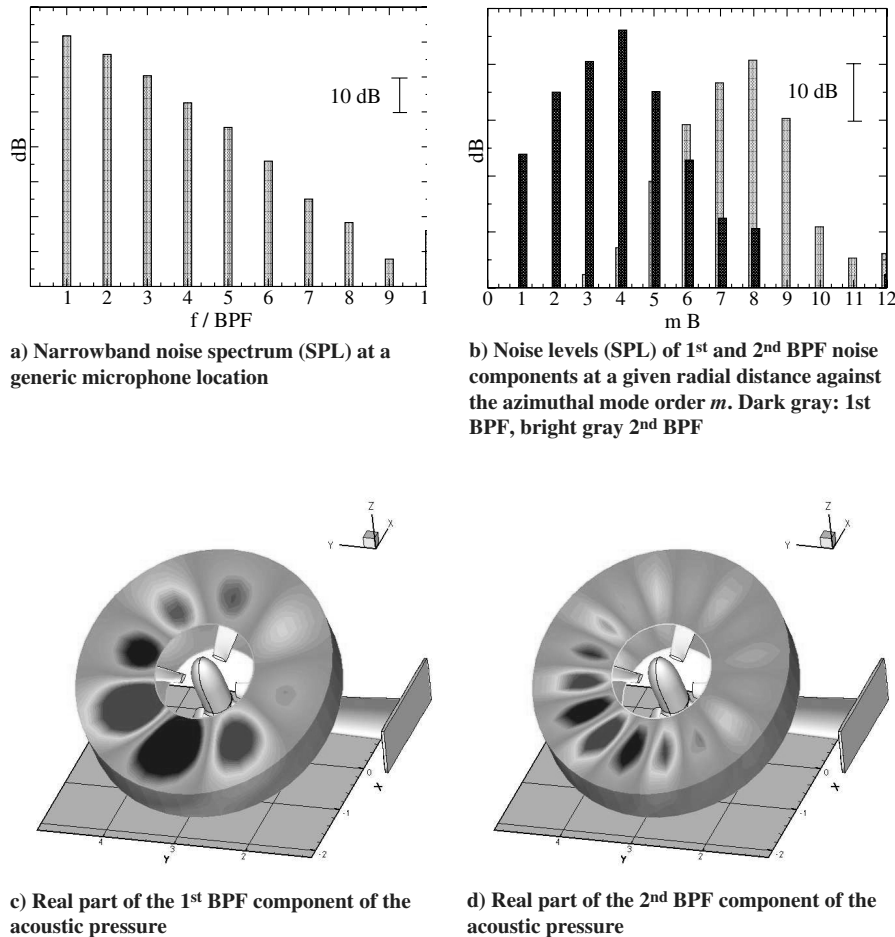 10 dB
dB
1 2 3 4 5 6 7 8 9 1
f / BPF
a) Narrowband noise spectrum (SPL) at a
generic microphone location
10 dB
dB
0 1 2 3 4 5 6 7 8 9 10 11 12
m B
b) Noise levels (SPL) of 1st and 2nd BPF noise
components at a given radial distance against
the azimuthal mode order m. Dark gray: 1st
BPF, bright gray 2nd BPF
Z
Y X
0
X
-1
4
3
Y 2
-2
c) Real part of the 1st BPF component of the
acoustic pressure
Z
Y X
0
X
-1
4
3
Y 2
-2
d) Real part of the 2nd BPF component of the
acoustic pressure